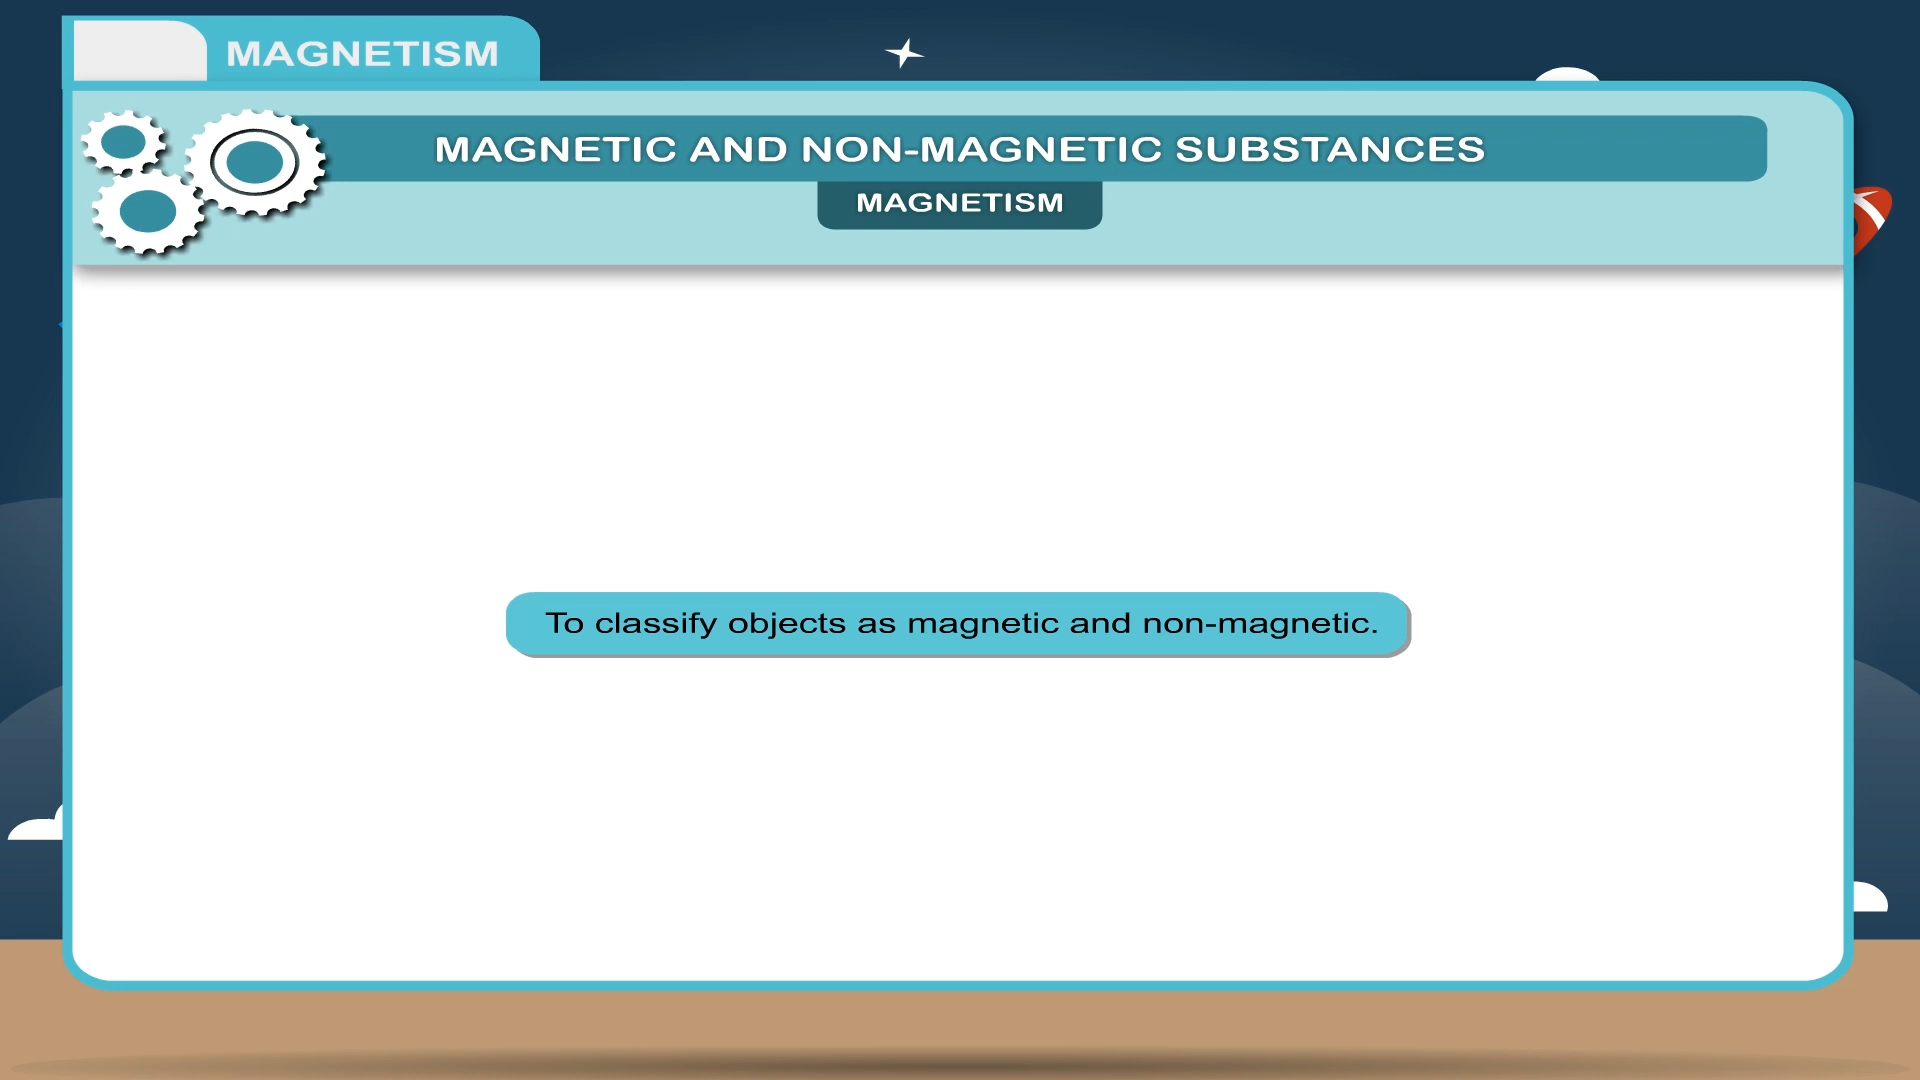 MAGNETISM
MAGNETIC AND NON-MAGNETIC SUBSTANCES
MAGNETISM
To classify objects as magnetic and non-magnetic.